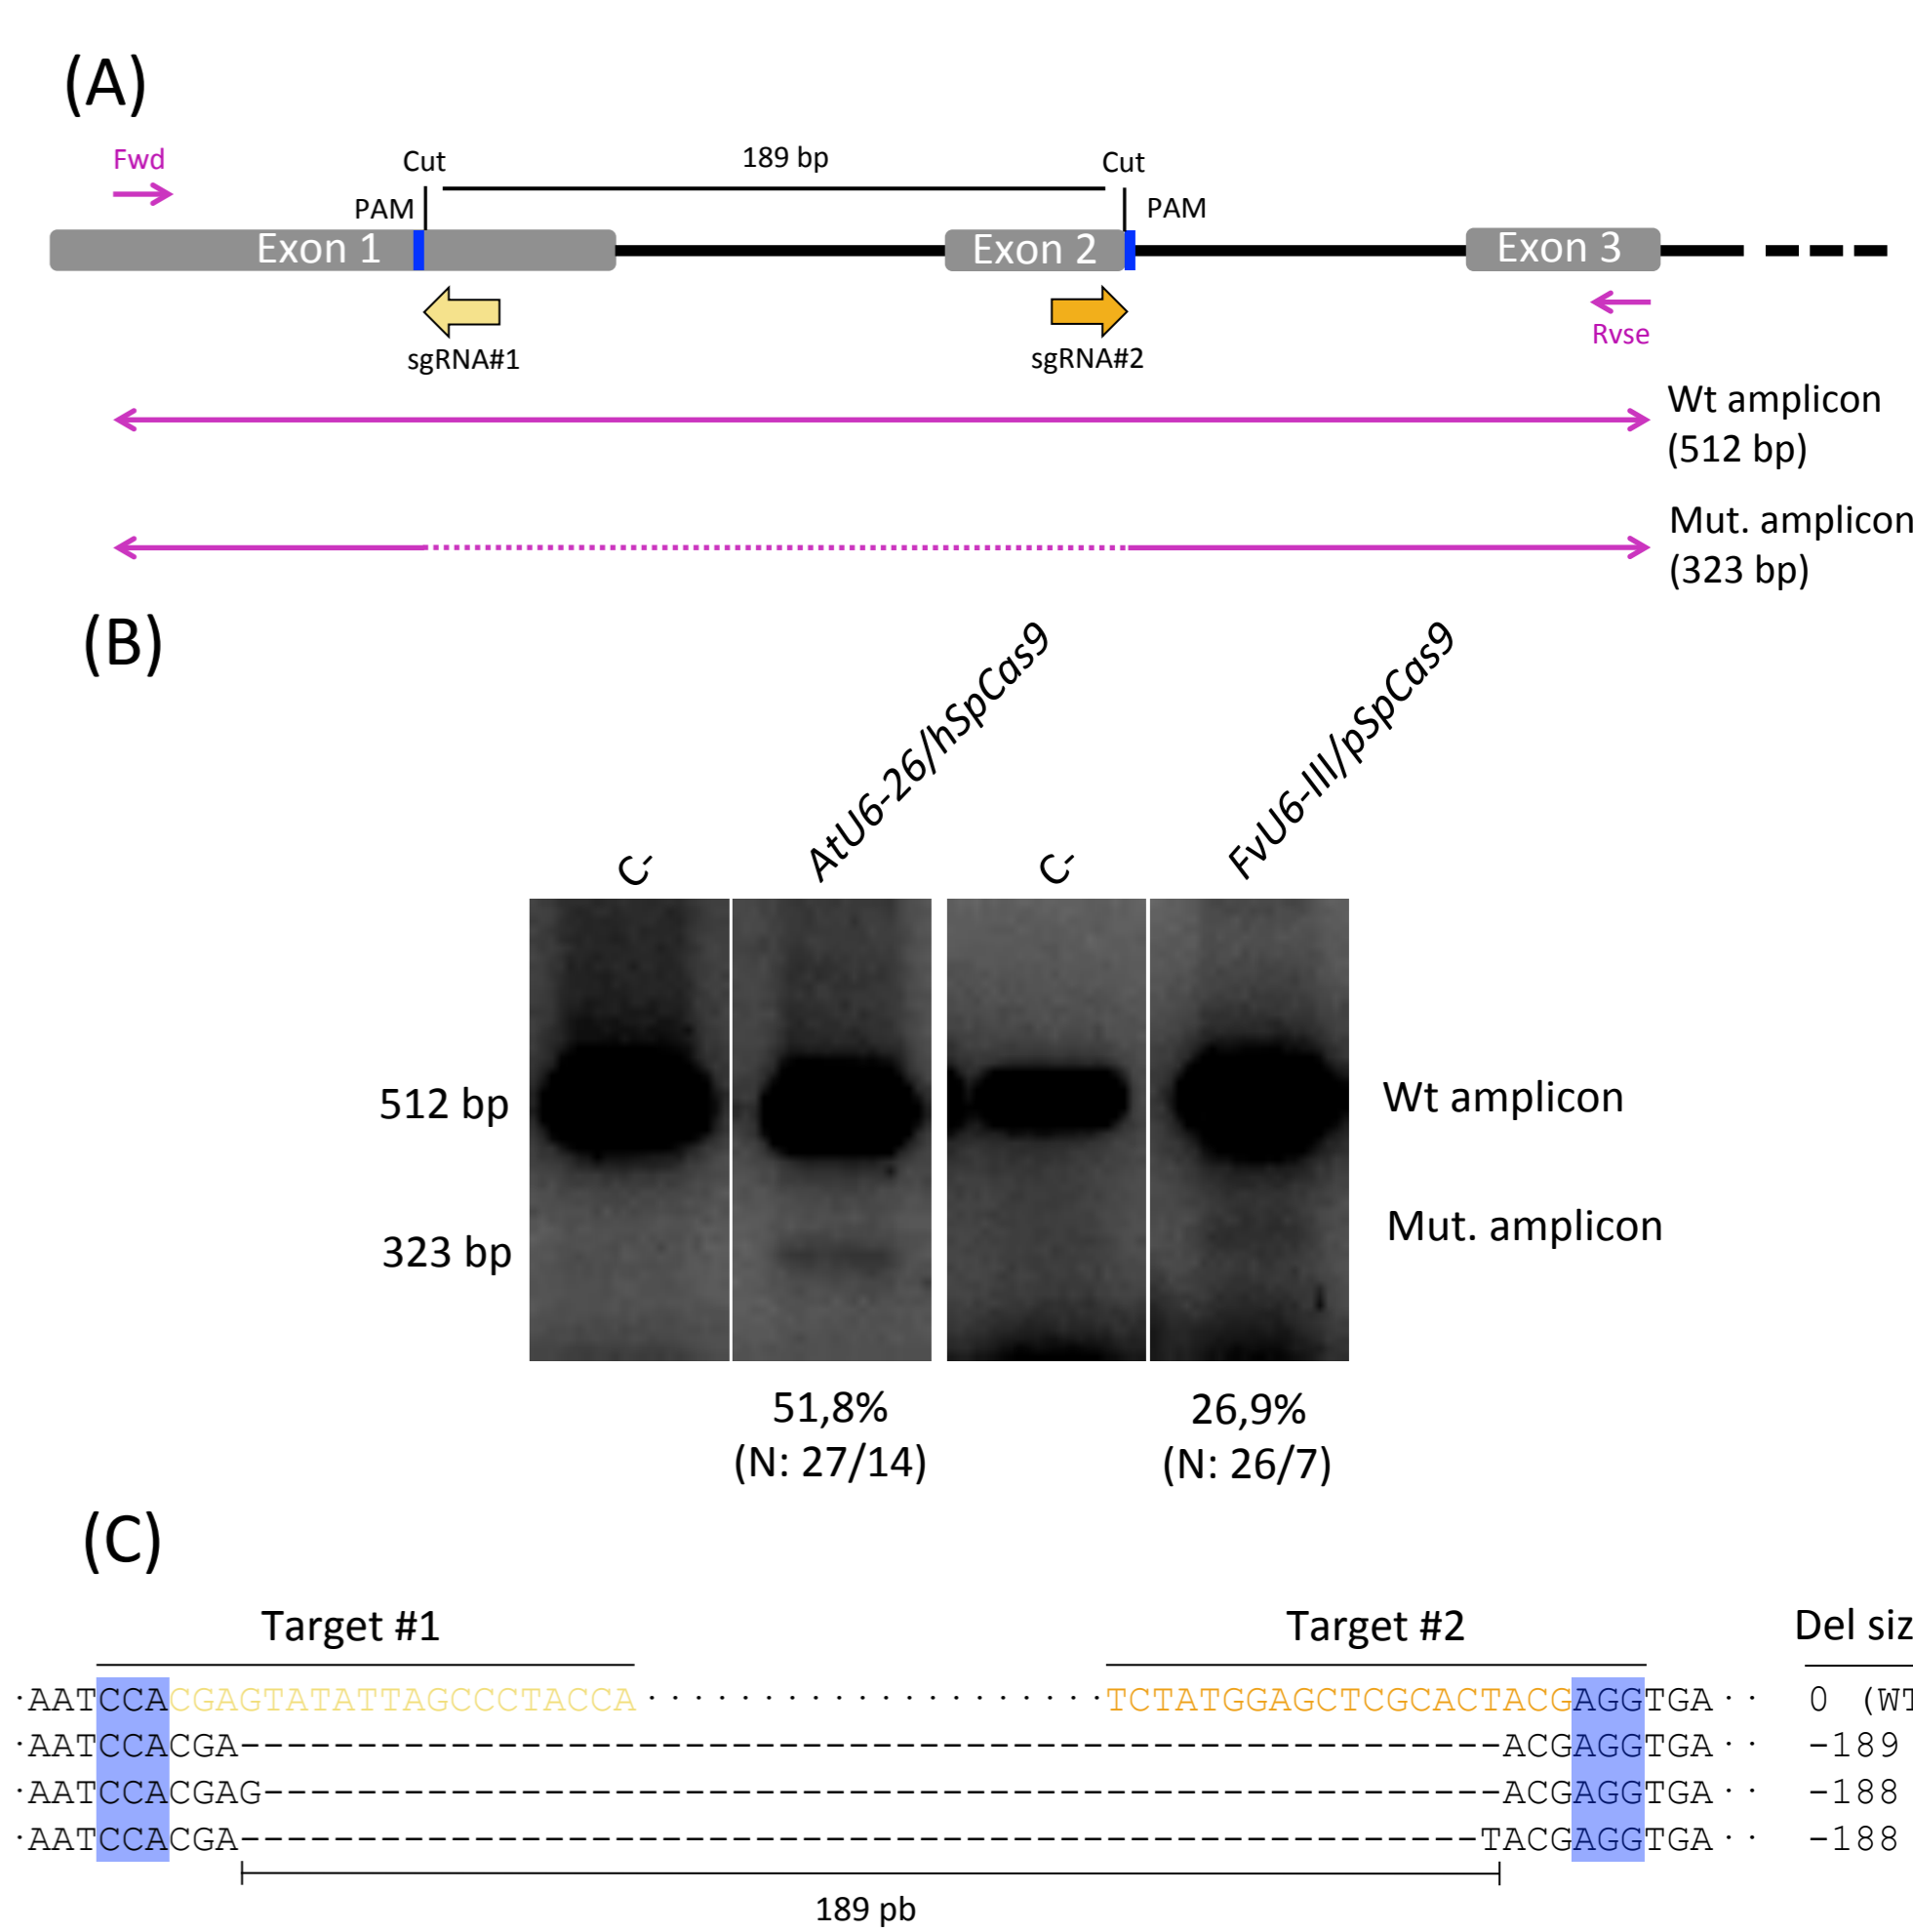 (A)
Fwd
Cut
189 bp
Cut
PAM
PAM
Exon 1
Exon 2
Exon 3
sgRNA#1
sgRNA#2
Rvse
Wt amplicon
(512 bp)
Mut. amplicon
(323 bp)
(B)
C-
AtU6-26/hSpCas9
C-
FvU6-III/pSpCas9
512 bp
Wt amplicon
323 bp
Mut. amplicon
51,8%
(N: 27/14)
26,9%
(N: 26/7)
(C)
Target #1
Target #2
Del siz
·AATCCACGAGTATATTAGCCCTACCA····················TCTATGGAGCTCGCACTACGAGGTGA·· 0 (WT
·AATCCACGA------------------------------------------------------ACGAGGTGA·· -189
·AATCCACGAG-----------------------------------------------------ACGAGGTGA·· -188
·AATCCACGA-----------------------------------------------------TACGAGGTGA·· -188
189 pb